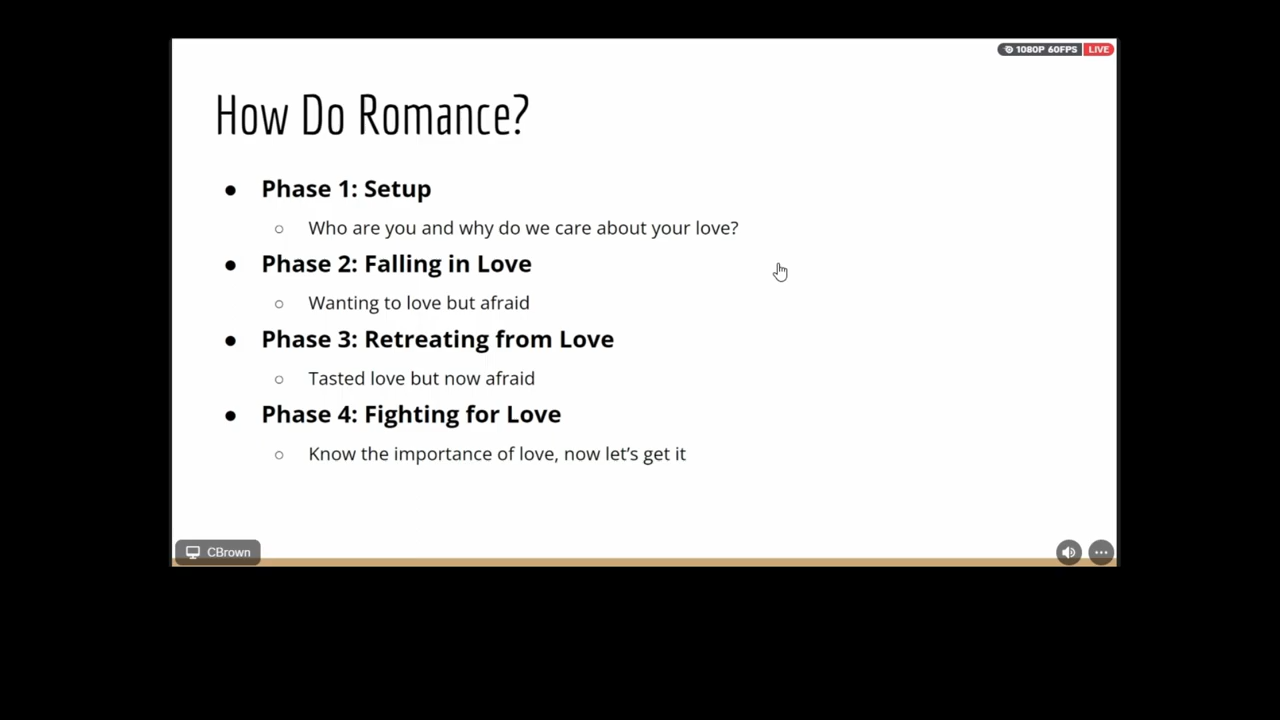 1080P 60FPS LIVE
How Do Romance?
● Phase 1: Setup
○ Who are you and why do we care about your love?
● Phase 2: Falling in Love
○ Wanting to love but afraid
● Phase 3: Retreating from Love
○ Tasted love but now afraid
● Phase 4: Fighting for Love
○ Know the importance of love, now let’s get it
CBrown